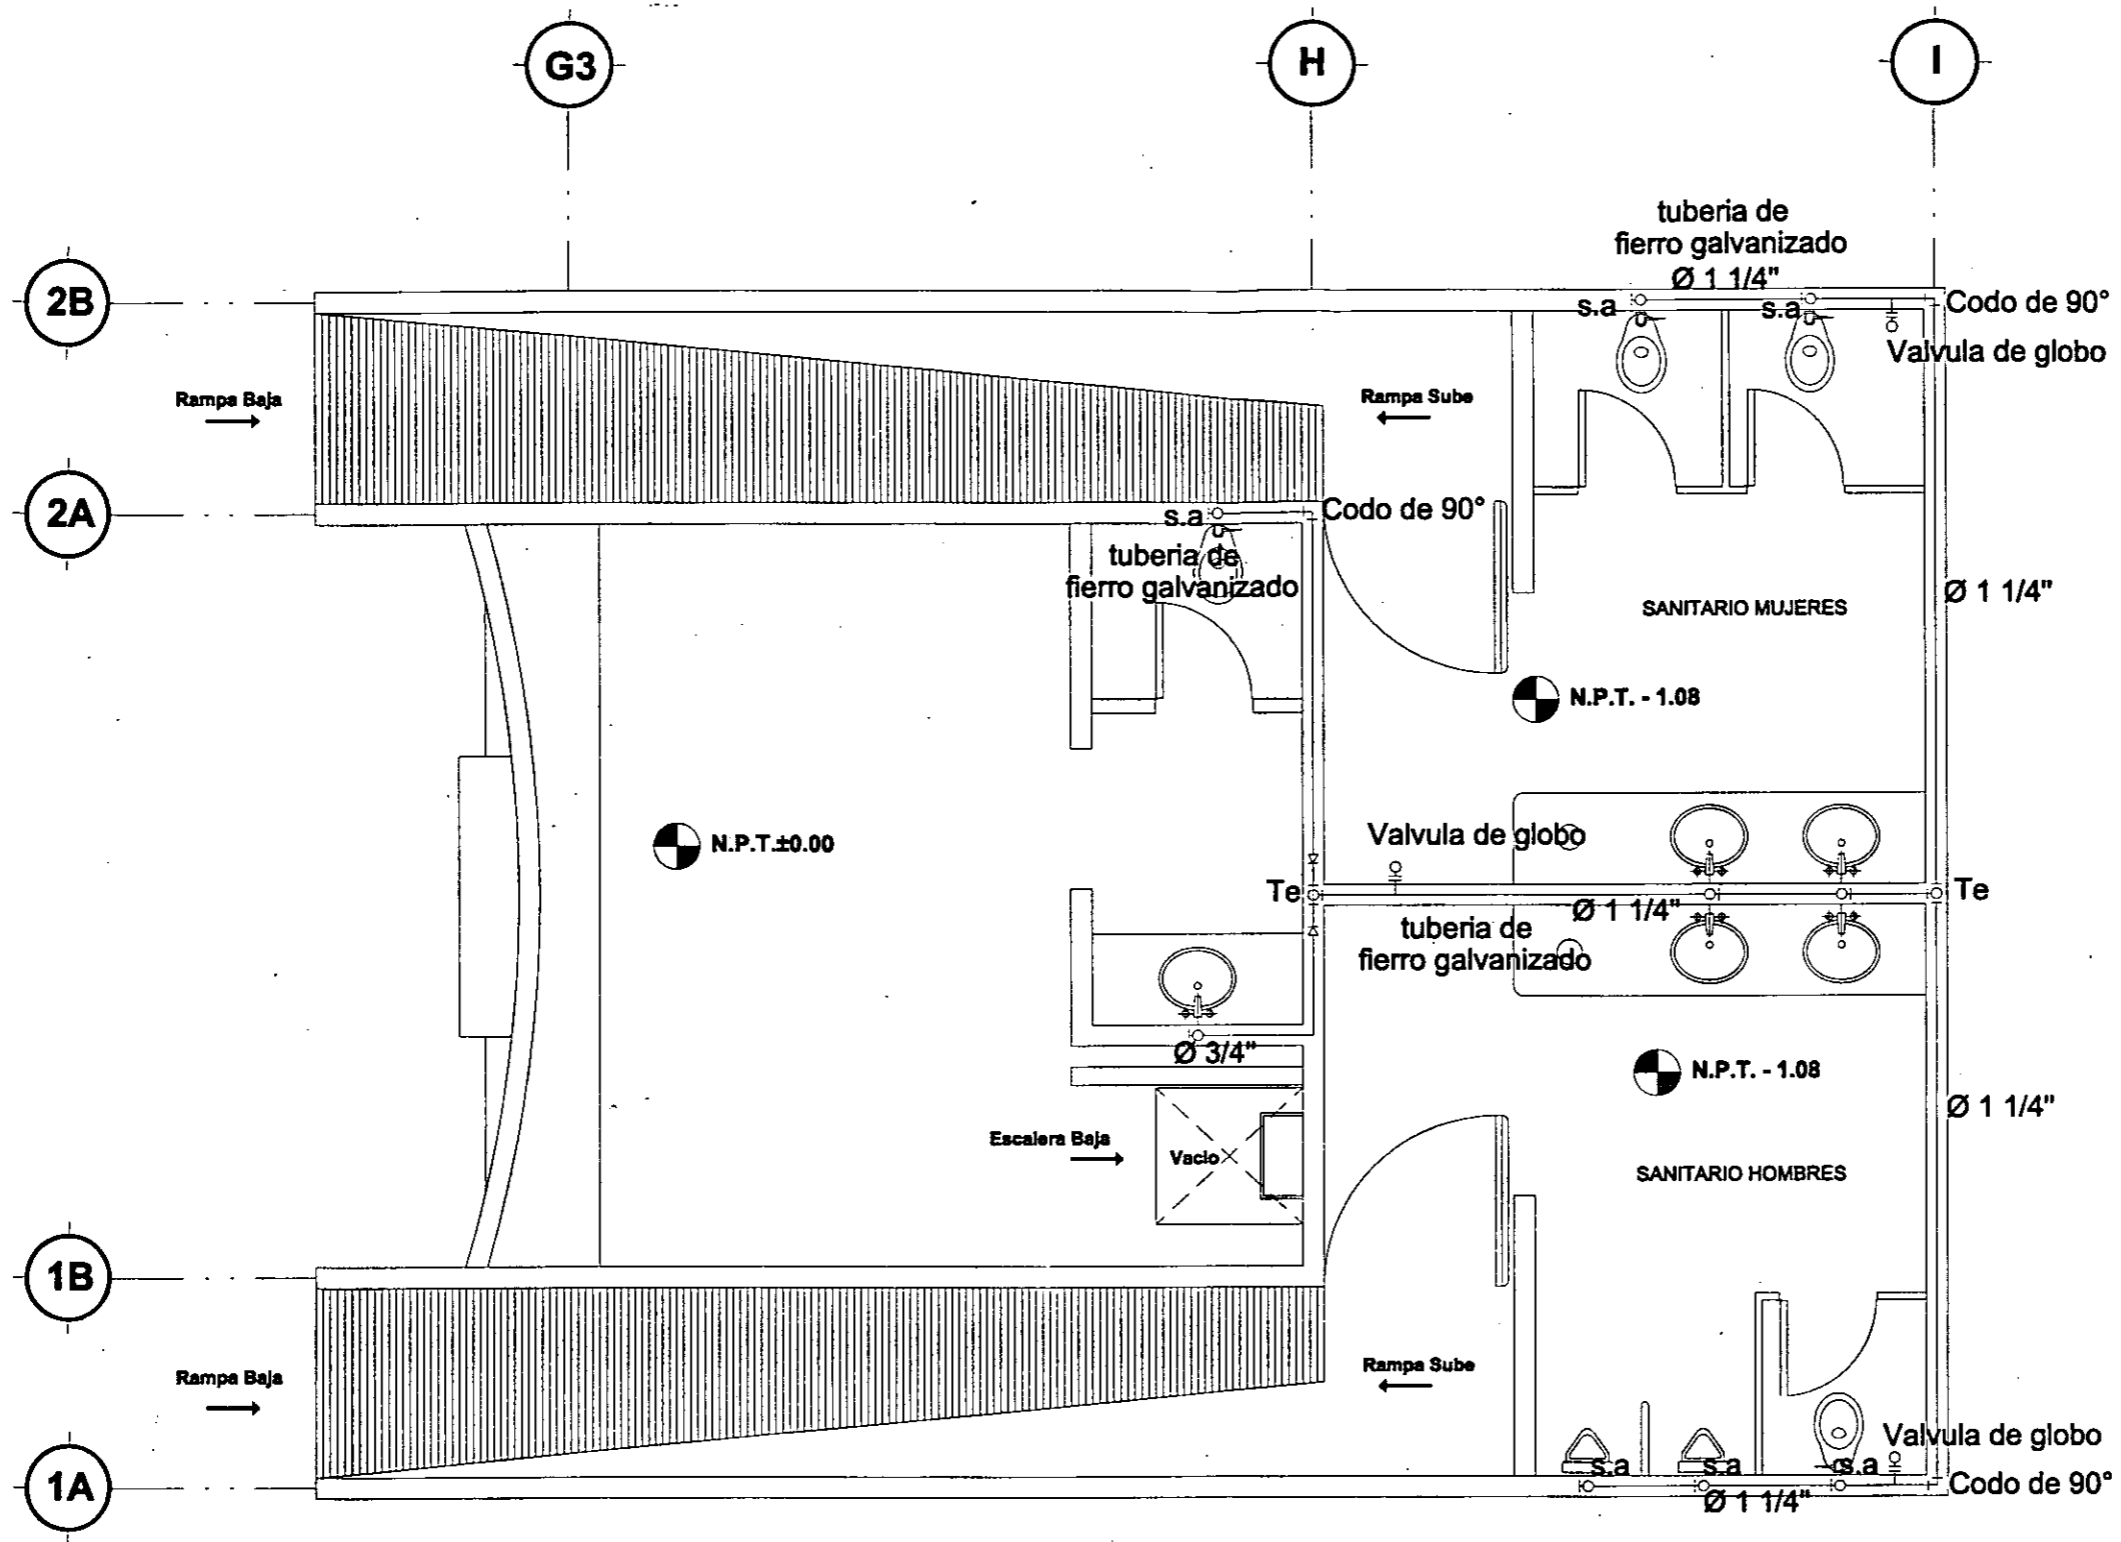 G3
H
I
tuberia de
fierro galvanizado
Ø 1 1/4"
2B
s.a
s.a
Codo de 90°
Valvula de globo
Rampa Baja
Rampa Sube
2A
s.a
Codo de 90°
tuberia de
fierro galvanizado
Ø 1 1/4"
SANITARIO MUJERES
N.P.T. - 1.08
N.P.T.±0.00
Valvula de globo
Te
Te
Ø 1 1/4"
tuberia de
fierro galvanizado
Ø 3/4"
N.P.T. - 1.08
Ø 1 1/4"
Escalera Baja
Vacio
SANITARIO HOMBRES
1B
Rampa Baja
Rampa Sube
Valvula de globo
s.a
s.a
s.a
1A
Codo de 90°
Ø 1 1/4"